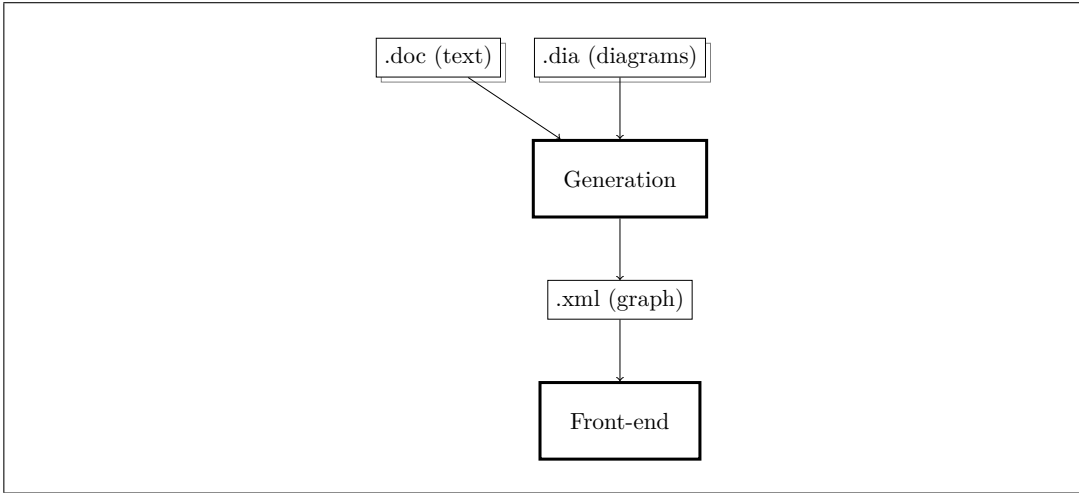 .doc (text)
.dia (diagrams)
Generation
.xml (graph)
Front-end